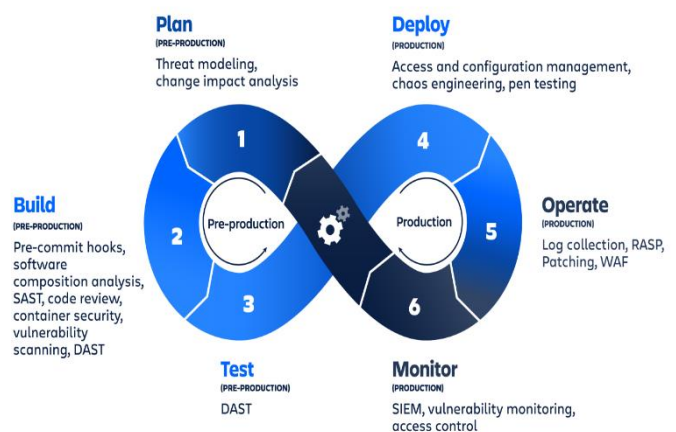 Plan
(PRE-PRODUCTION)
Threat modeling,
change impact analysis
Deploy
(PRODUCTION)
Access and configuration management,
chaos engineering, pen testing
1
4
Build
(PRE-PRODUCTION)
Pre-commit hooks,
software
composition analysis,
SAST, code review,
container security,
vulnerability
scanning, DAST
2
Pre-production
Production
5
Operate
(PRODUCTION)
Log collection, RASP,
Patching, WAF
3
6
Test
(PRE-PRODUCTION)
DAST
Monitor
(PRODUCTION)
SIEM, vulnerability monitoring,
access control